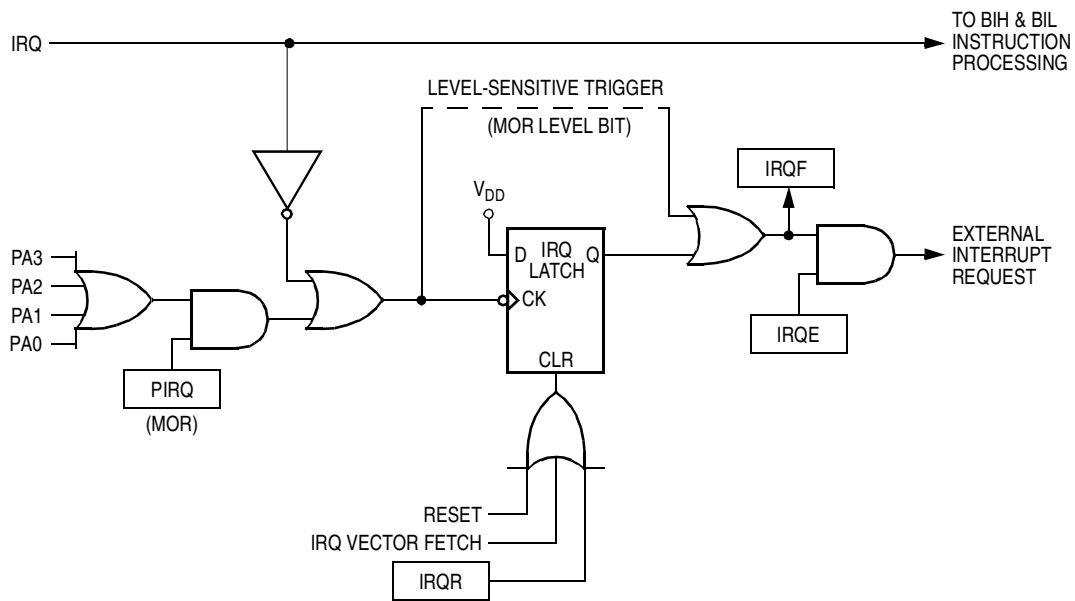 IRQ
TO BIH & BIL
INSTRUCTION
PROCESSING
LEVEL-SENSITIVE TRIGGER
(MOR LEVEL BIT)
IRQF
VDD
D IRQ Q
LATCH
CK
CLR
EXTERNAL
INTERRUPT
REQUEST
IRQE
PA3
PA2
PA1
PA0
PIRQ
(MOR)
RESET
IRQ VECTOR FETCH
IRQR